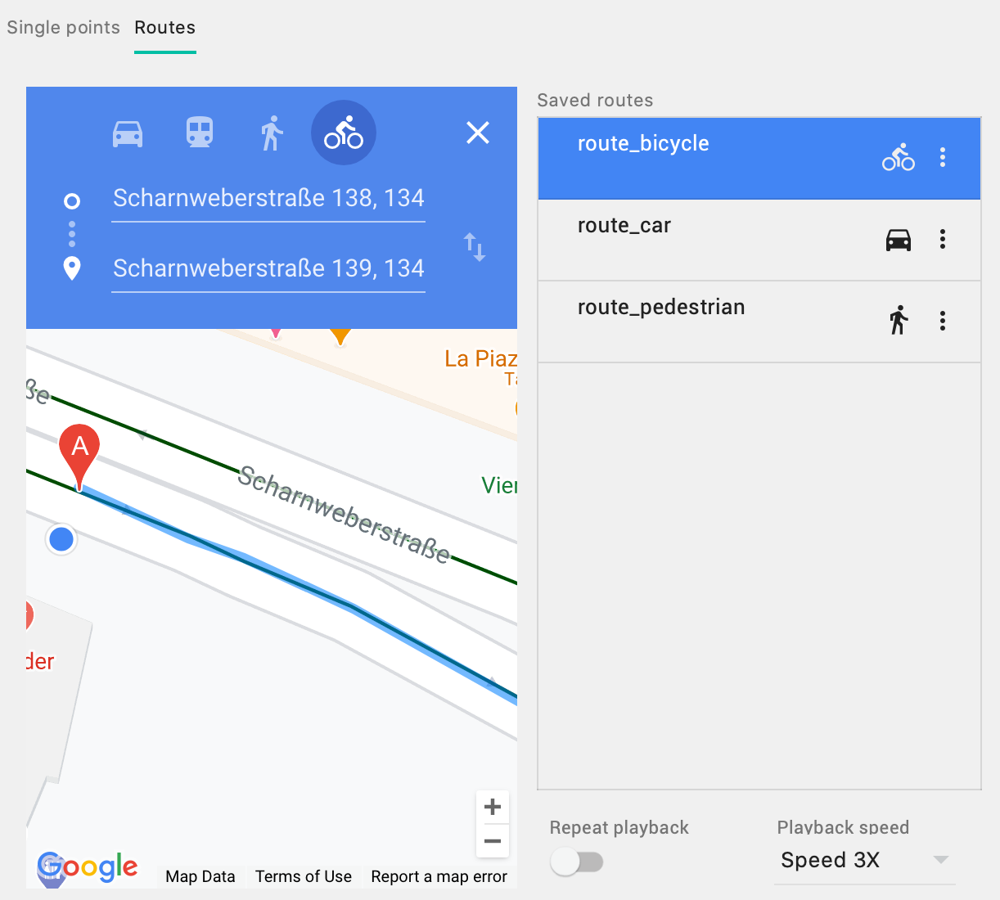 Single points Routes
Saved routes
Scharnweberstraße 138, 134
Scharnweberstraße 139, 134
route_bicycle
route_car
route_pedestrian
La Piaz
Ta
ße
A
Scharnweberstraße
Vier
der
Google
Map Data Terms of Use Report a map error
Repeat playback
Playback speed
Speed 3X